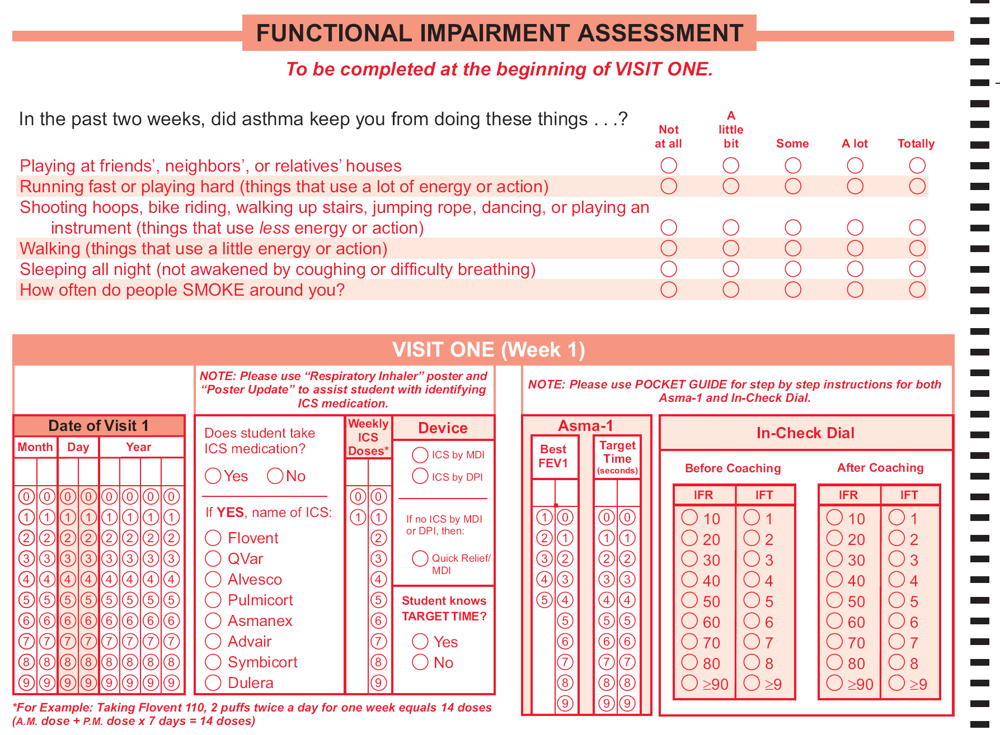 FUNCTIONAL IMPAIRMENT ASSESSMENT
To be completed at the beginning of VISIT ONE.
In the past two weeks, did asthma keep you from doing these things . . .?
Not at all
A little bit
Some
A lot
Totally
Playing at friends’, neighbors’, or relatives’ houses
Running fast or playing hard (things that use a lot of energy or action)
Shooting hoops, bike riding, walking up stairs, jumping rope, dancing, or playing an
instrument (things that use less energy or action)
Walking (things that use a little energy or action)
Sleeping all night (not awakened by coughing or difficulty breathing)
How often do people SMOKE around you?
VISIT ONE (Week 1)
NOTE: Please use “Respiratory Inhaler” poster and
“Poster Update” to assist student with identifying
ICS medication.
NOTE: Please use POCKET GUIDE for step by step instructions for both
Asma-1 and In-Check Dial.
Date of Visit 1
Month Day Year
0 0 0 0 0 0 0 0
1 1 1 1 1 1 1 1
2 2 2 2 2 2 2 2
3 3 3 3 3 3 3 3
4 4 4 4 4 4 4 4
5 5 5 5 5 5 5 5
6 6 6 6 6 6 6 6
7 7 7 7 7 7 7 7
8 8 8 8 8 8 8 8
9 9 9 9 9 9 9 9
Does student take
ICS medication?
Yes No
If YES, name of ICS:
Flovent
QVar
Alvesco
Pulmicort
Asmanex
Advair
Symbicort
Dulera
Weekly
ICS
Doses*
0 0
1 1
2
3
4
5
6
7
8
9
Device
ICS by MDI
ICS by DPI
If no ICS by MDI
or DPI, then:
Quick Relief/
MDI
Student knows
TARGET TIME?
Yes
No
Asma-1
Best
FEV1
.
1 0
2 1
3 2
4 3
5 4
5
6
7
8
9
Target
Time
(seconds)
0 0
1 1
2 2
3 3
4 4
5 5
6 6
7 7
8 8
9 9
In-Check Dial
Before Coaching
IFR IFT
10 1
20 2
30 3
40 4
50 5
60 6
70 7
80 8
≥90 ≥9
After Coaching
IFR IFT
10 1
20 2
30 3
40 4
50 5
60 6
70 7
80 8
≥90 ≥9
*For Example: Taking Flovent 110, 2 puffs twice a day for one week equals 14 doses
(A.M. dose + P.M. dose x 7 days = 14 doses)